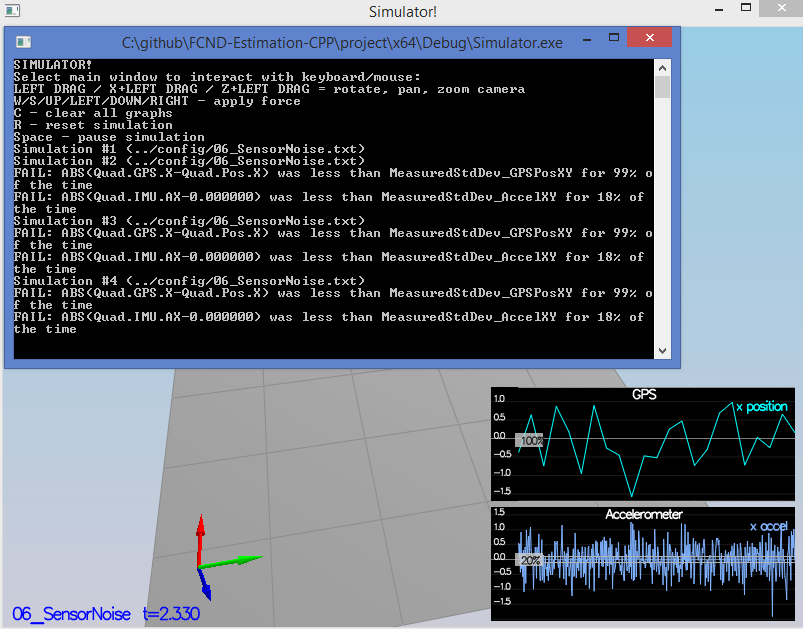 Simulator!
C:\github\FCND-Estimation-CPP\project\x64\Debug\Simulator.exe
SIMULATOR!
Select main window to interact with keyboard/mouse:
LEFT DRAG / X+LEFT DRAG / Z+LEFT DRAG = rotate, pan, zoom camera
W/S/UP/LEFT/DOWN/RIGHT - apply force
C - clear all graphs
R - reset simulation
Space - pause simulation
Simulation #1 (../config/06_SensorNoise.txt)
Simulation #2 (../config/06_SensorNoise.txt)
FAIL: ABS(Quad.GPS.X-Quad.Pos.X) was less than MeasuredStdDev_GPSPosXY for 99% o
f the time
FAIL: ABS(Quad.IMU.AX-0.000000) was less than MeasuredStdDev_AccelXY for 18% of
the time
Simulation #3 (../config/06_SensorNoise.txt)
FAIL: ABS(Quad.GPS.X-Quad.Pos.X) was less than MeasuredStdDev_GPSPosXY for 99% o
f the time
FAIL: ABS(Quad.IMU.AX-0.000000) was less than MeasuredStdDev_AccelXY for 18% of
the time
Simulation #4 (../config/06_SensorNoise.txt)
FAIL: ABS(Quad.GPS.X-Quad.Pos.X) was less than MeasuredStdDev_GPSPosXY for 99% o
f the time
FAIL: ABS(Quad.IMU.AX-0.000000) was less than MeasuredStdDev_AccelXY for 18% of
the time
GPS
x position
1.0
0.5
0.0
100%
-0.5
-1.0
-1.5
Accelerometer
x accel
1.5
1.0
0.5
0.0
20%
-0.5
-1.0
-1.5
06_SensorNoise t=2.330